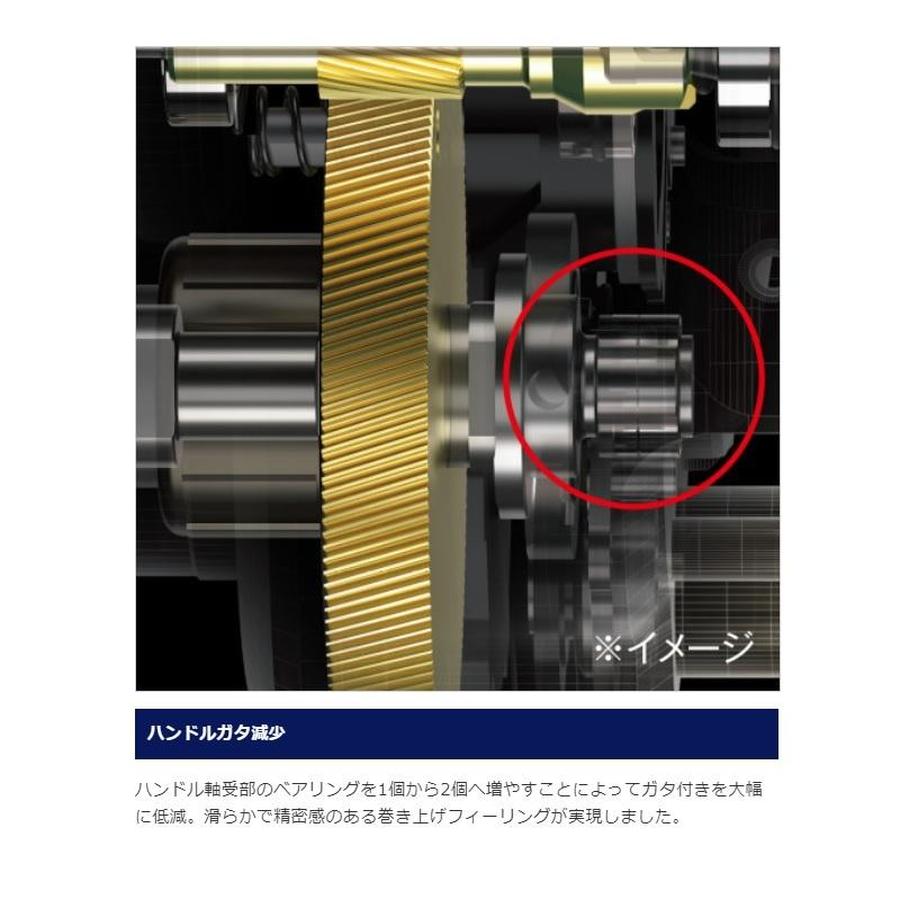 ※イメージ
ハンドルガタ減少
ハンドル軸受部のベアリングを1個から2個へ増やすことによってガタ付きを大幅
に低減。滑らかで精密感のある巻き上げフィーリングが実現しました。